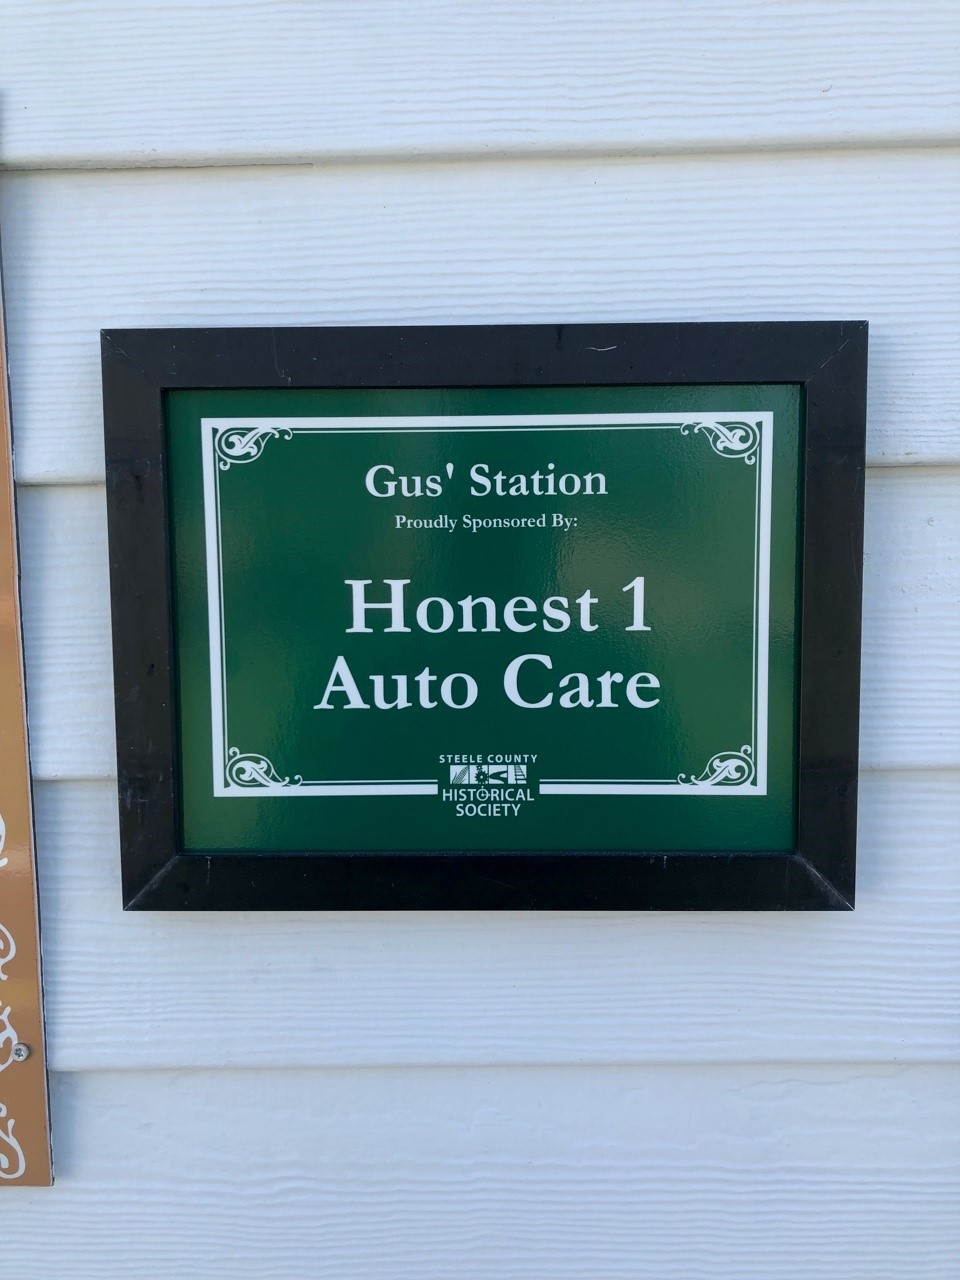 Gus' Station
Proudly Sponsored By:
Honest 1
Auto Care
STEELE COUNTY
HISTORICAL
SOCIETY